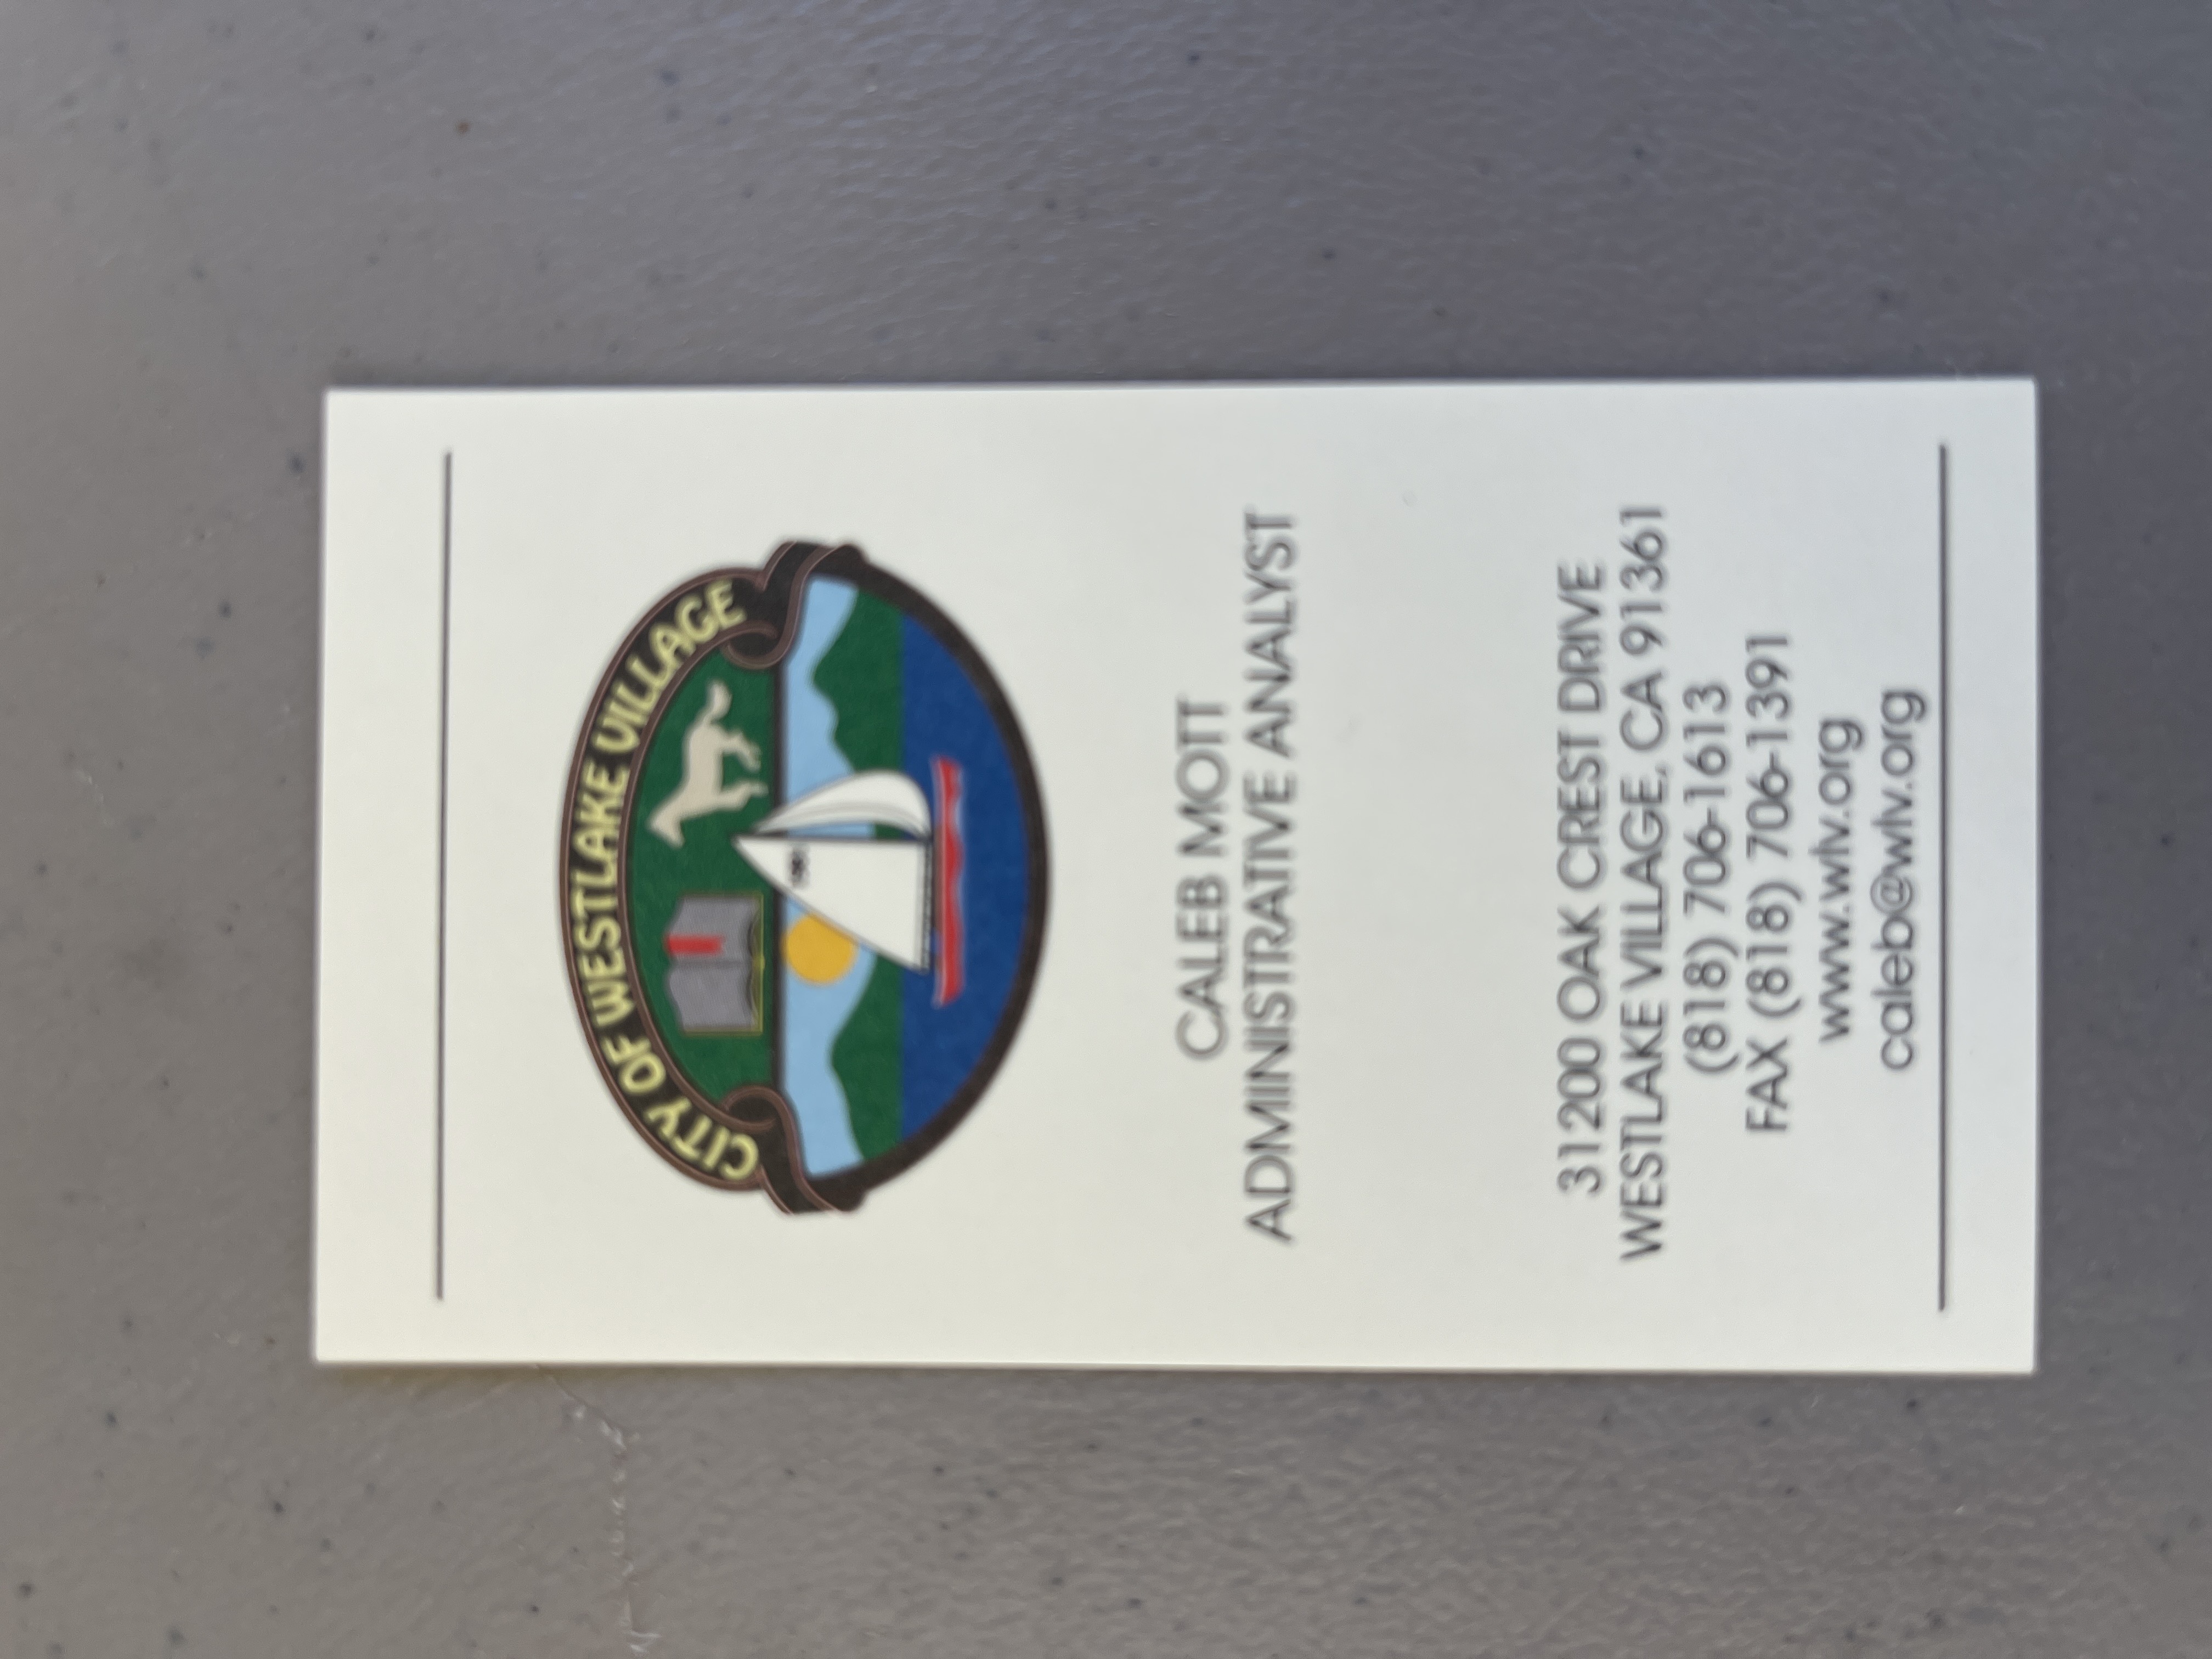 CITY OF WESTLAKE VILLAGE
CALEB MOTT
ADMINISTRATIVE ANALYST
31200 OAK CREST DRIVE
WESTLAKE VILLAGE, CA 91361
(818) 706-1613
FAX (818) 706-1391
www.wlv.org
caleb@wlv.org